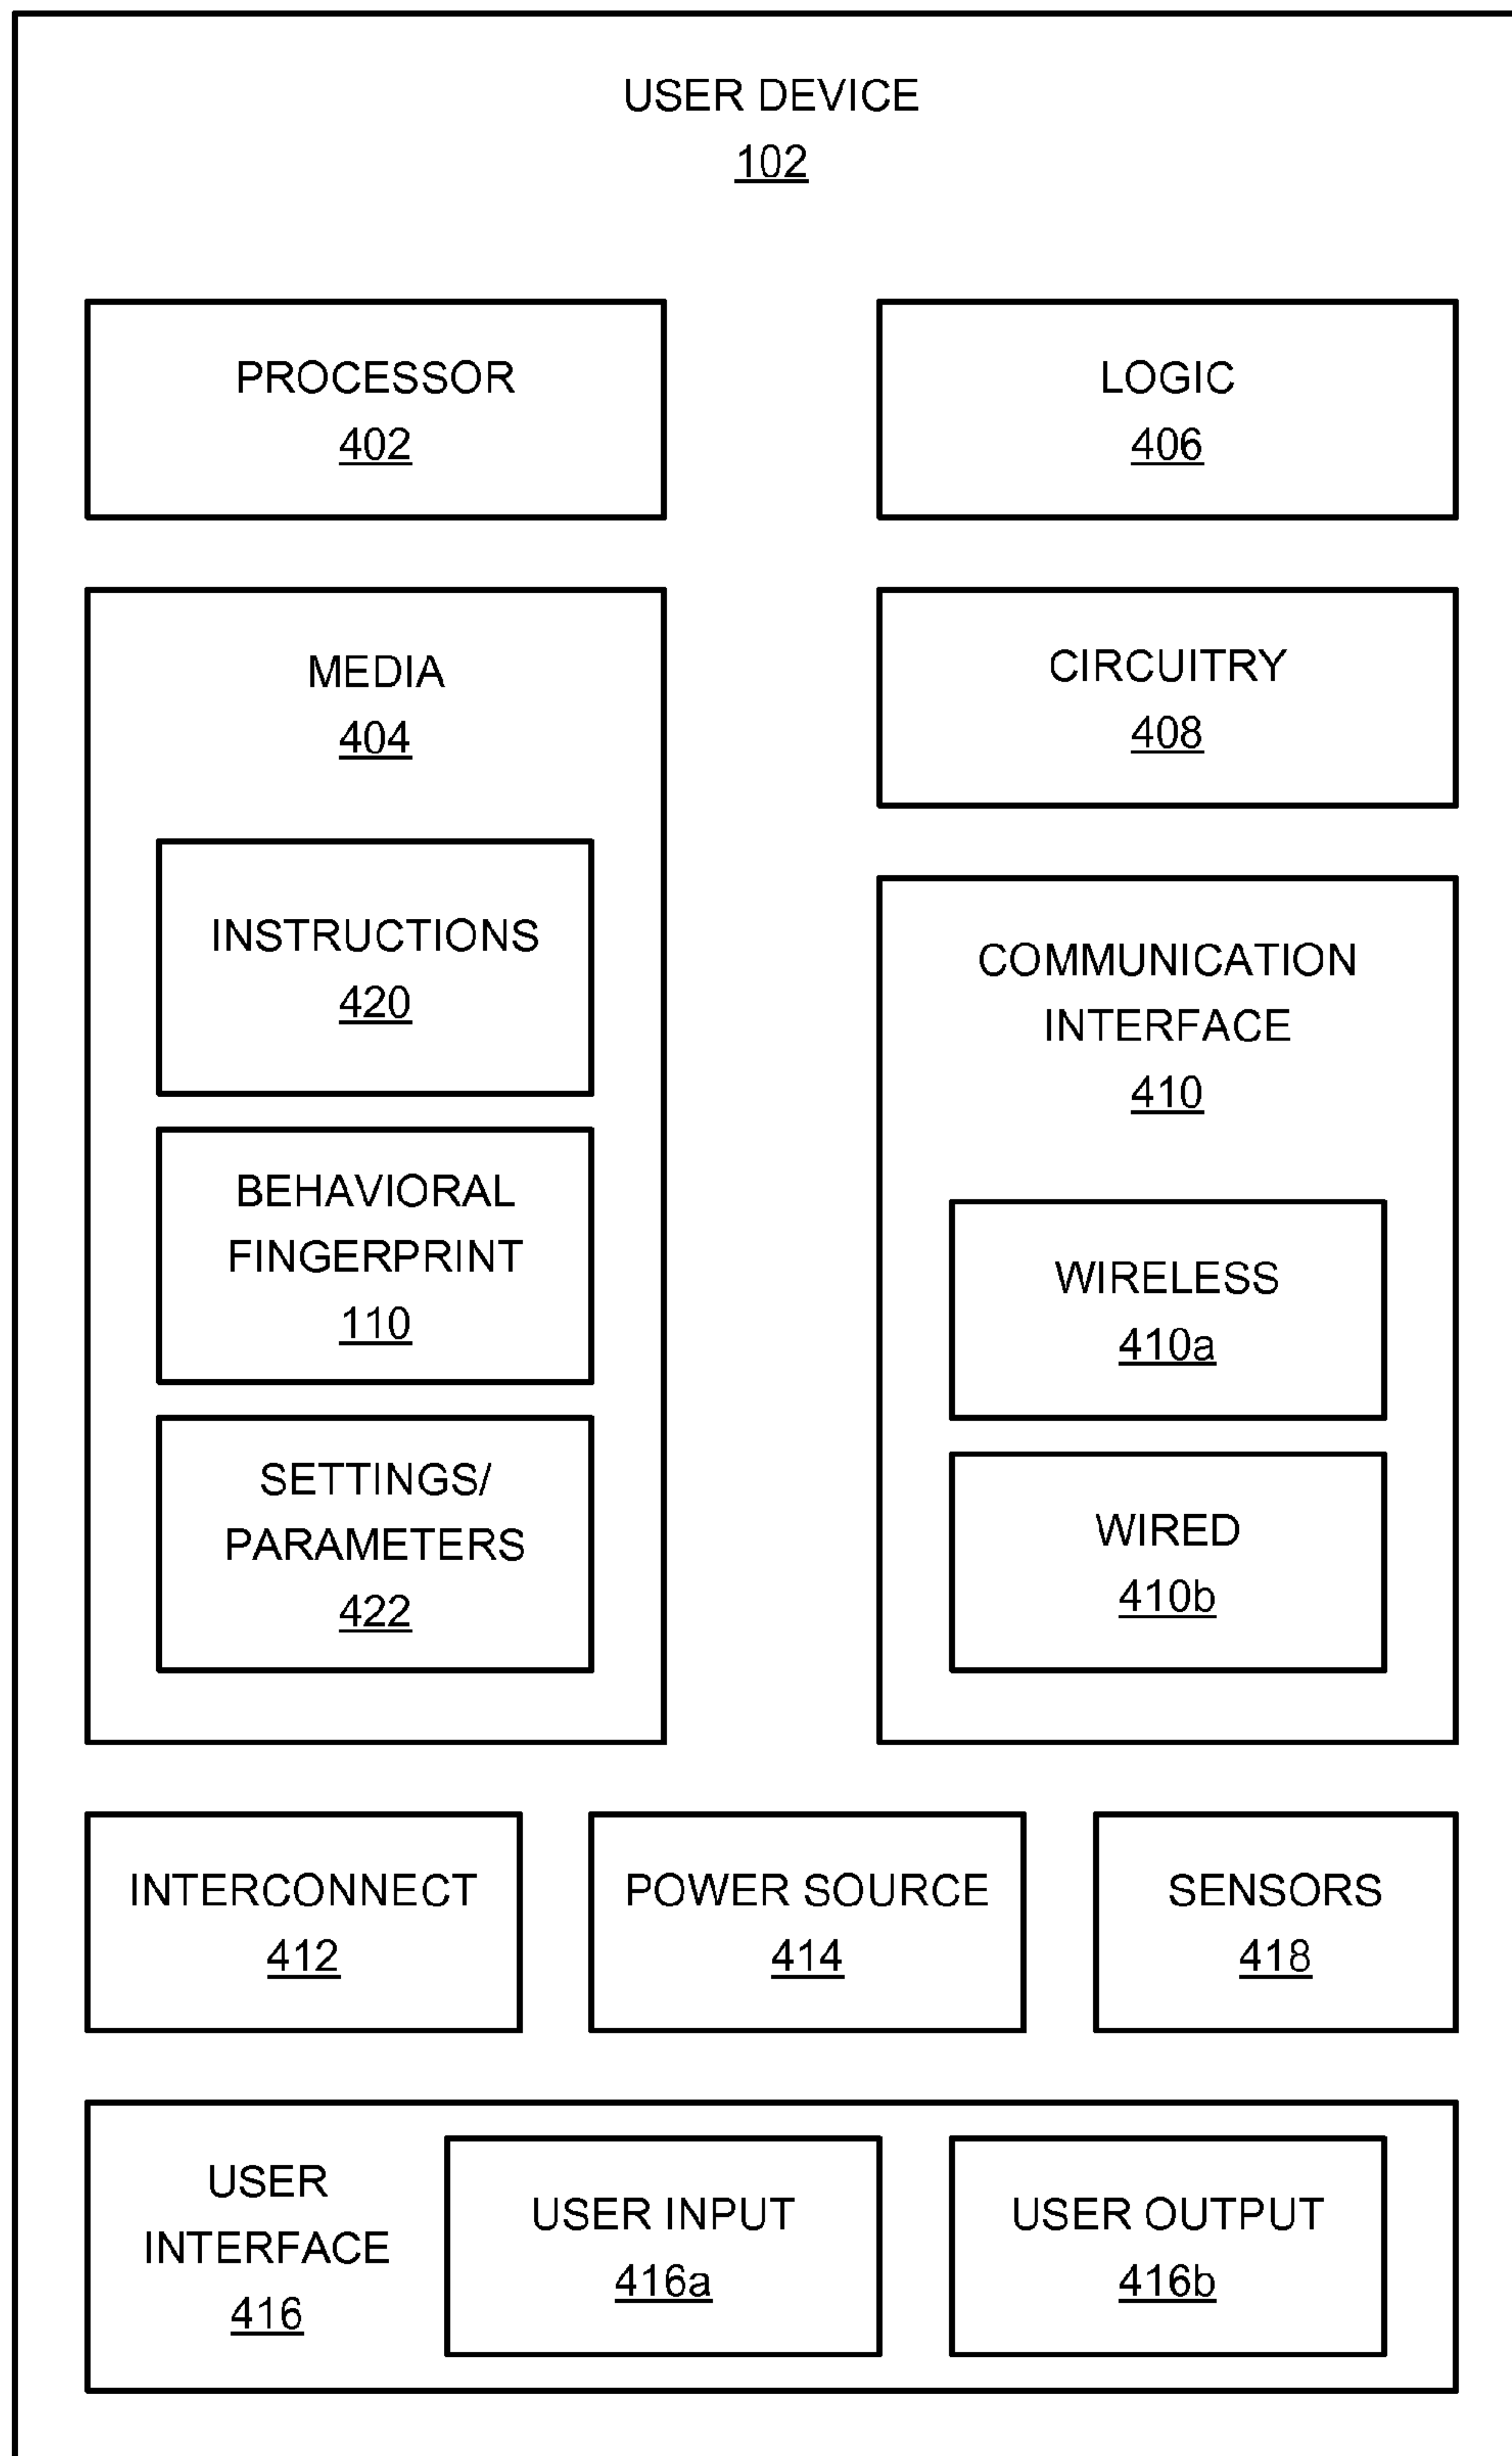 USER DEVICE
102
PROCESSOR
402
LOGIC
406
MEDIA
404
INSTRUCTIONS
420
BEHAVIORAL
FINGERPRINT
110
SETTINGS/
PARAMETERS
422
CIRCUITRY
408
COMMUNICATION
INTERFACE
410
WIRELESS
410a
WIRED
410b
INTERCONNECT
412
POWER SOURCE
414
SENSORS
418
USER
INTERFACE
416
USER INPUT
416a
USER OUTPUT
416b